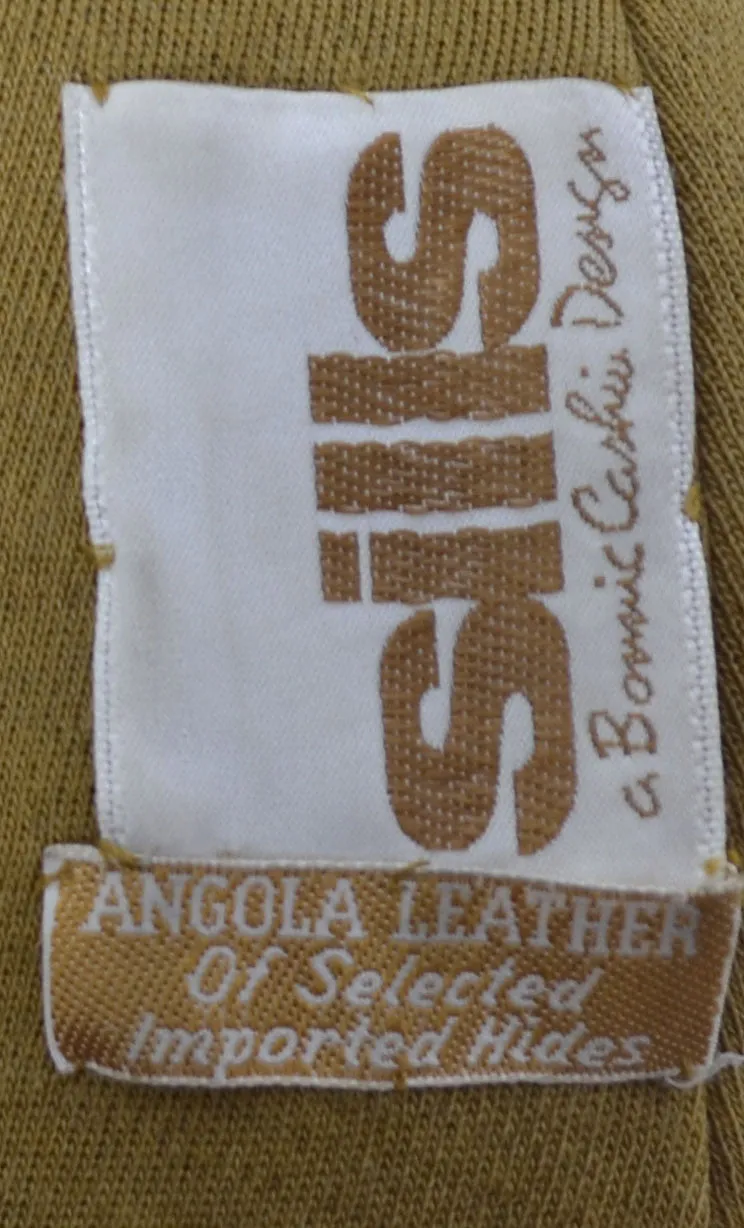 sills
a Bonnie Cashin Design
ANGOLA LEATHER
Of Selected
Imported Hides